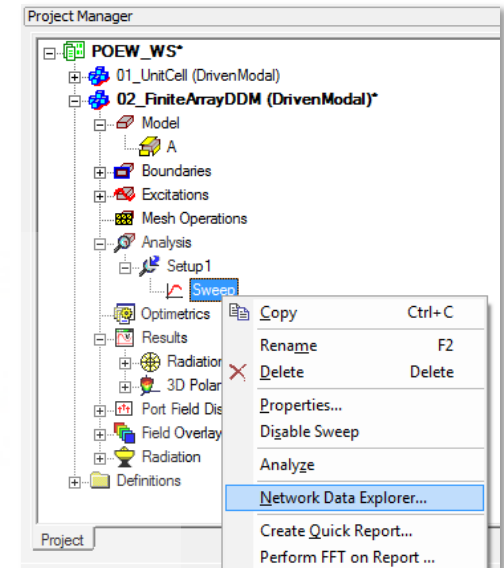 Project Manager
POEW_WS*
01_UnitCell (DrivenModal)
02_FiniteArrayDDM (DrivenModal)*
Model
A
Boundaries
Excitations
Mesh Operations
Analysis
Setup1
Sweep
Optimetrics
Results
Radiation
3D Polar
Port Field Dis
Field Overlay
Radiation
Definitions
Project
Copy Ctrl+C
Rename F2
Delete Delete
Properties...
Disable Sweep
Analyze
Network Data Explorer...
Create Quick Report...
Perform FFT on Report ...